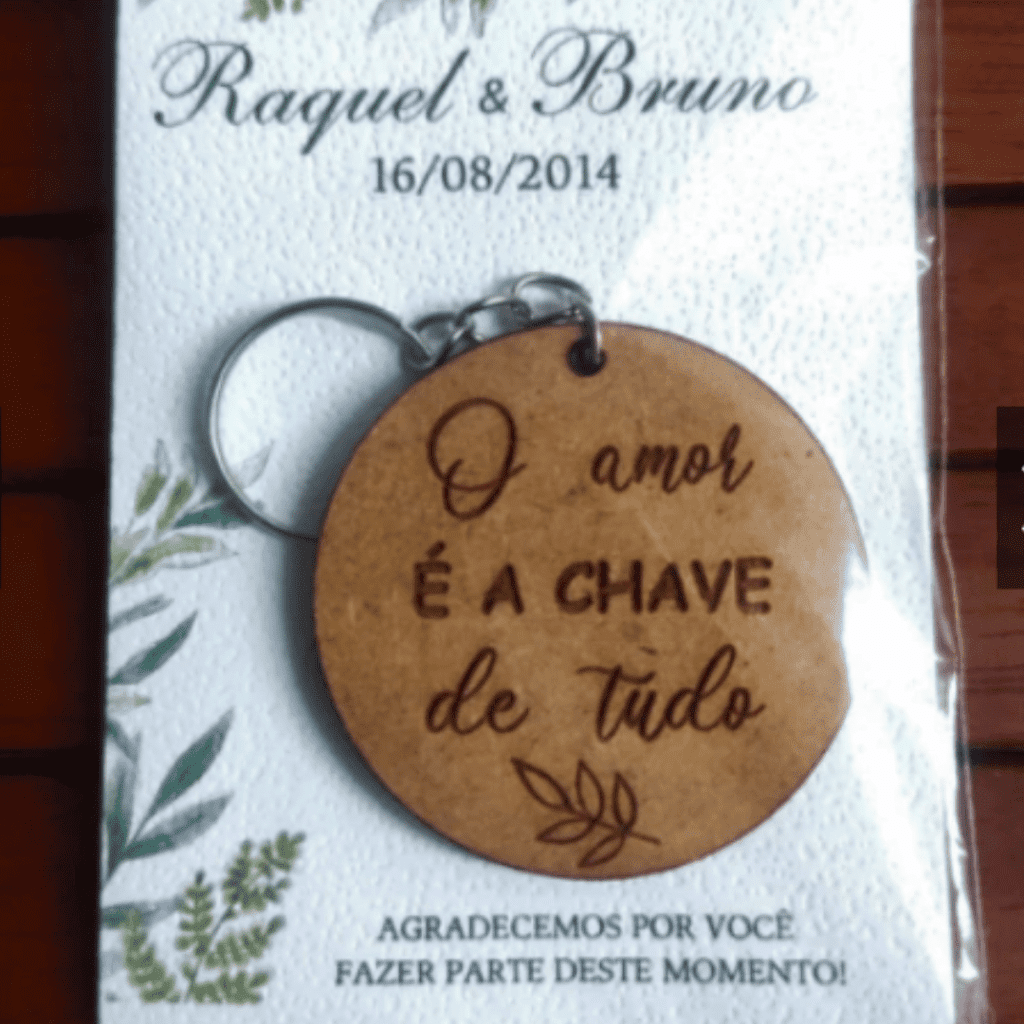 Raquel & Bruno
16/08/2014
O amor
É A CHAVE
de tudo
AGRADECEMOS POR VOCÊ
FAZER PARTE DESTE MOMENTO!